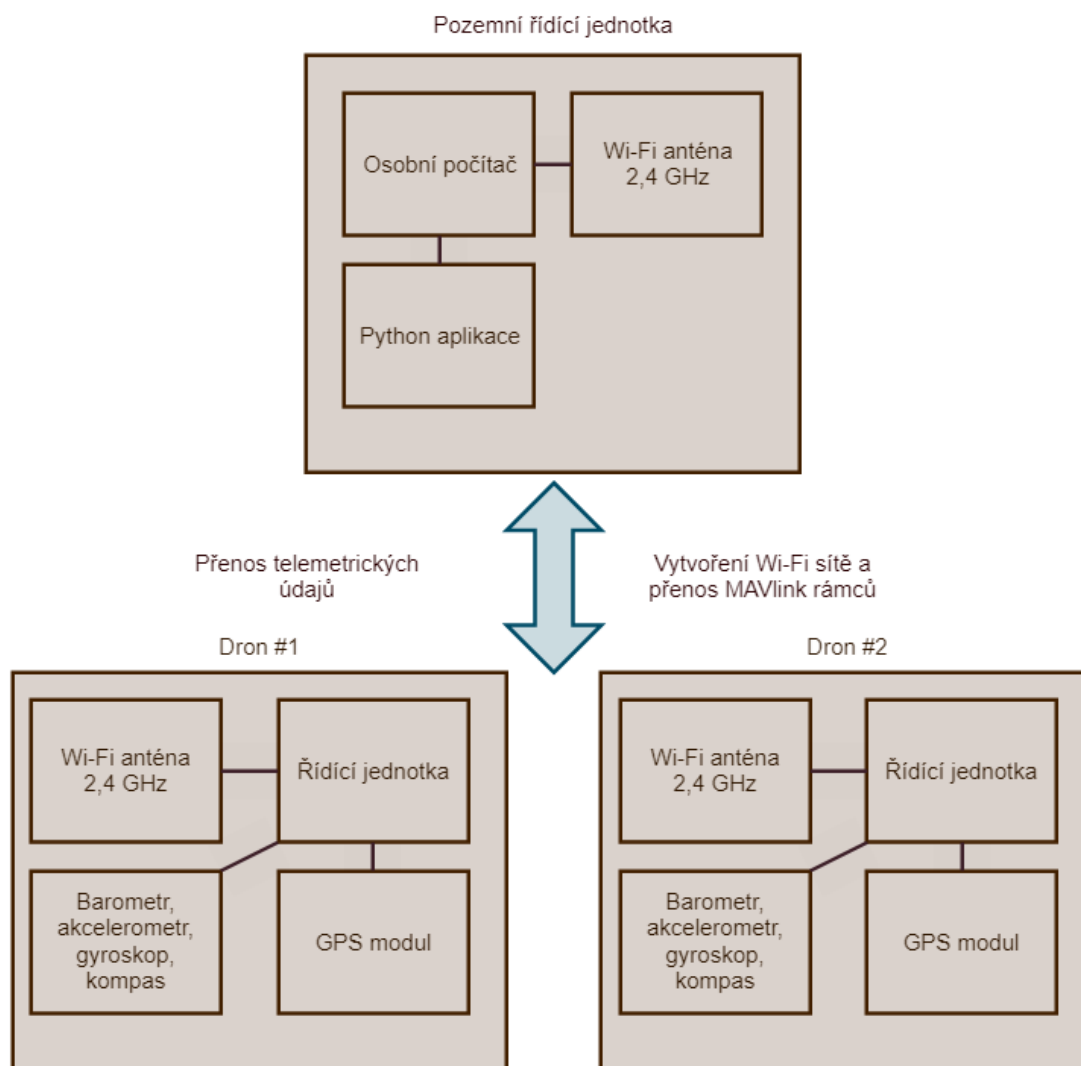 Pozemní řídící jednotka
Osobní počítač
Wi-Fi anténa
2,4 GHz
Python aplikace
Přenos telemetrických
údajů
Vytvoření Wi-Fi sítě a
přenos MAVlink rámců
Dron #1
Wi-Fi anténa
2,4 GHz
Řídící jednotka
Barometr,
akcelerometr,
gyroskop,
kompas
GPS modul
Dron #2
Wi-Fi anténa
2,4 GHz
Řídící jednotka
Barometr,
akcelerometr,
gyroskop,
kompas
GPS modul